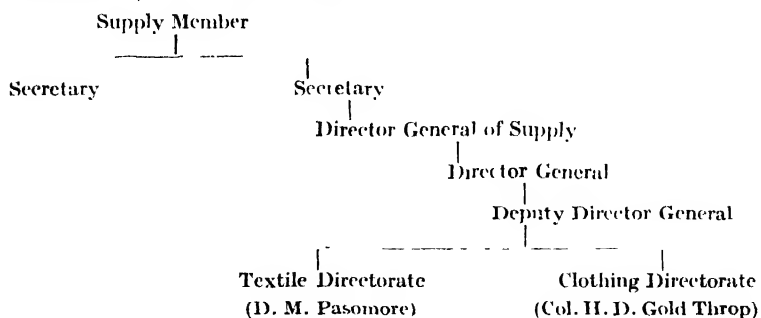 Supply Member
Secretary Secretary
Director General of Supply
Director General
Deputy Director General
Textile Directorate Clothing Directorate
(D. M. Pasomore) (Col. H. D. Gold Throp)